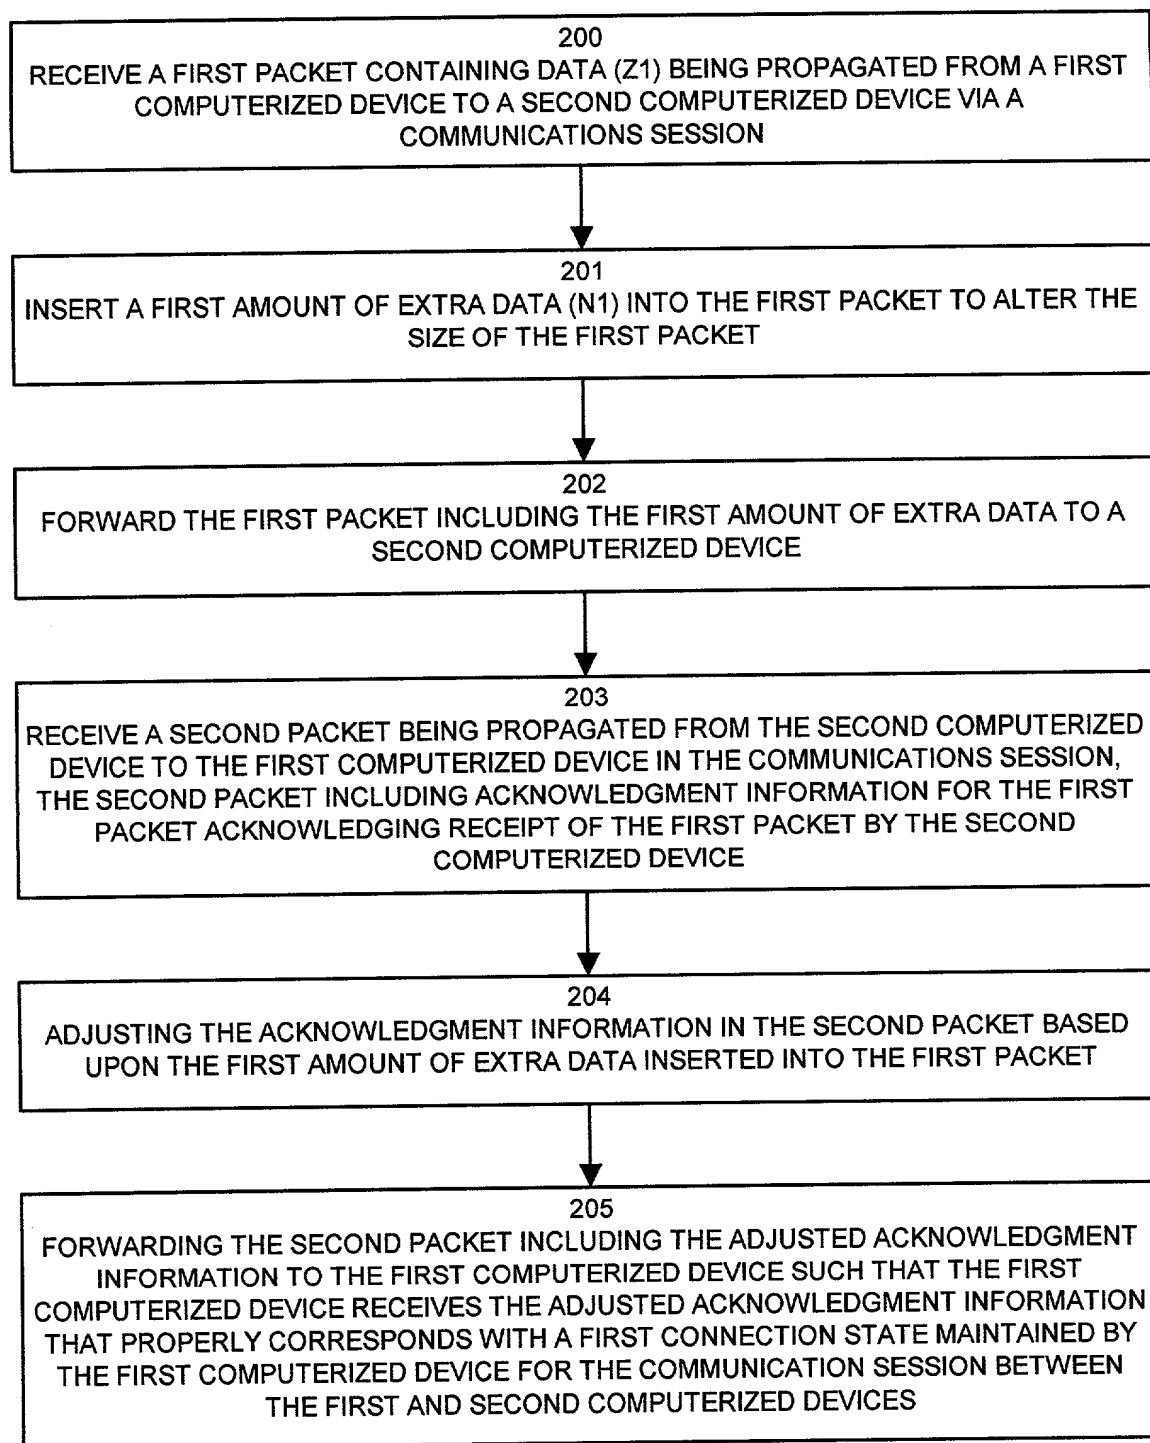 200
RECEIVE A FIRST PACKET CONTAINING DATA (Z1) BEING PROPAGATED FROM A FIRST
COMPUTERIZED DEVICE TO A SECOND COMPUTERIZED DEVICE VIA A
COMMUNICATIONS SESSION
201
INSERT A FIRST AMOUNT OF EXTRA DATA (N1) INTO THE FIRST PACKET TO ALTER THE
SIZE OF THE FIRST PACKET
202
FORWARD THE FIRST PACKET INCLUDING THE FIRST AMOUNT OF EXTRA DATA TO A
SECOND COMPUTERIZED DEVICE
203
RECEIVE A SECOND PACKET BEING PROPAGATED FROM THE SECOND COMPUTERIZED
DEVICE TO THE FIRST COMPUTERIZED DEVICE IN THE COMMUNICATIONS SESSION,
THE SECOND PACKET INCLUDING ACKNOWLEDGMENT INFORMATION FOR THE FIRST
PACKET ACKNOWLEDGING RECEIPT OF THE FIRST PACKET BY THE SECOND
COMPUTERIZED DEVICE
204
ADJUSTING THE ACKNOWLEDGMENT INFORMATION IN THE SECOND PACKET BASED
UPON THE FIRST AMOUNT OF EXTRA DATA INSERTED INTO THE FIRST PACKET
205
FORWARDING THE SECOND PACKET INCLUDING THE ADJUSTED ACKNOWLEDGMENT
INFORMATION TO THE FIRST COMPUTERIZED DEVICE SUCH THAT THE FIRST
COMPUTERIZED DEVICE RECEIVES THE ADJUSTED ACKNOWLEDGMENT INFORMATION
THAT PROPERLY CORRESPONDS WITH A FIRST CONNECTION STATE MAINTAINED BY
THE FIRST COMPUTERIZED DEVICE FOR THE COMMUNICATION SESSION BETWEEN
THE FIRST AND SECOND COMPUTERIZED DEVICES